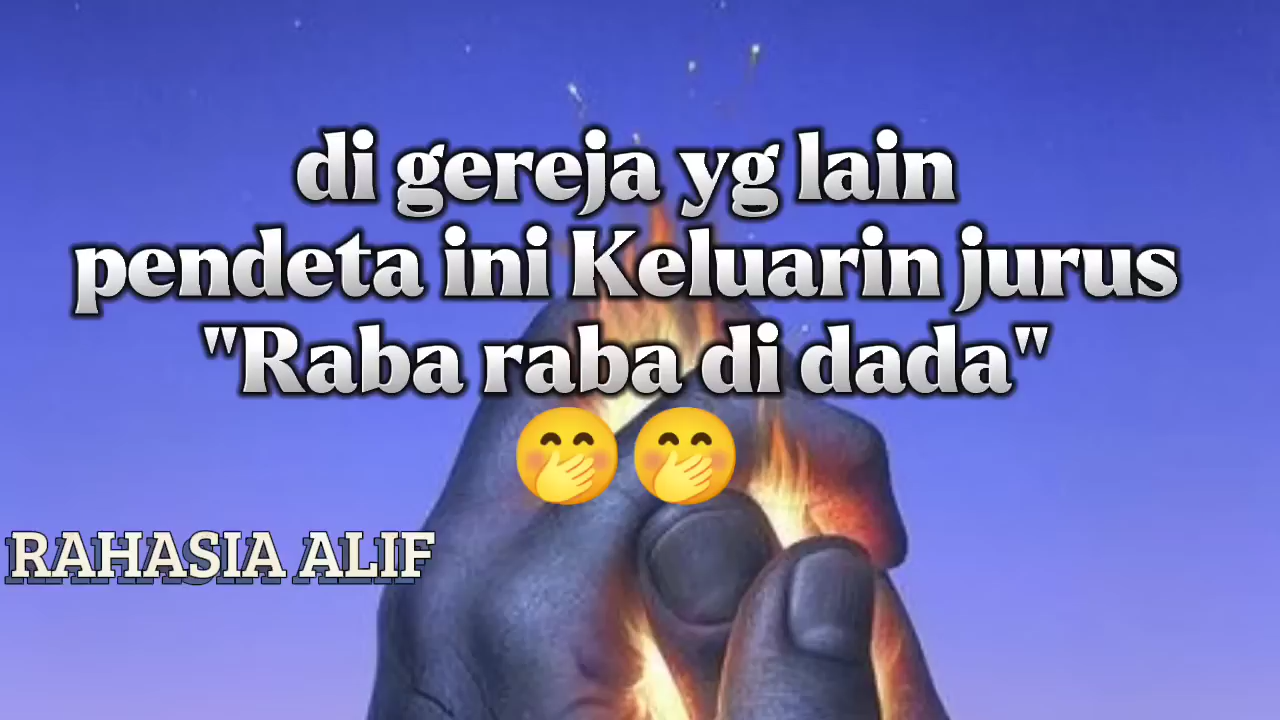 di gereja yg lain
pendeta ini Keluarin jurus
"Raba raba di dada"
🤭🤭
RAHASIA ALIF